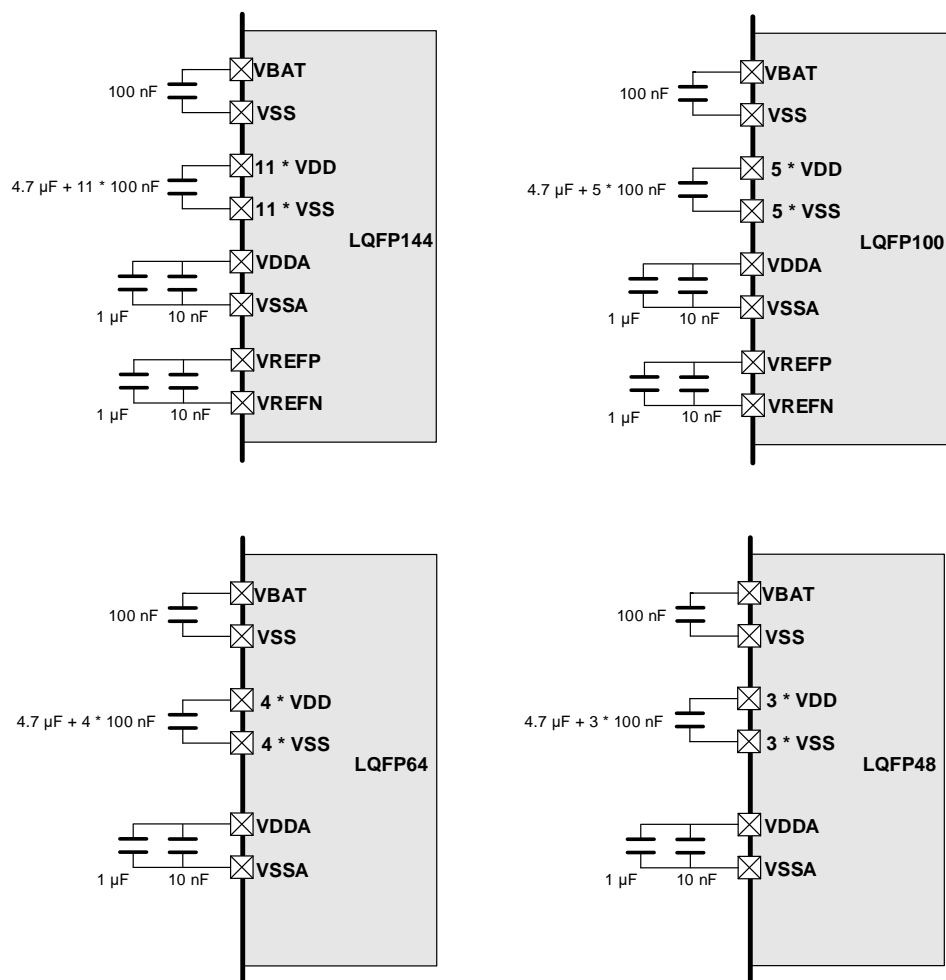 VBAT
100 nF
VSS
11 * VDD
4.7 µF + 11 * 100 nF
11 * VSS
LQFP144
VDDA
VSSA
1 µF 10 nF
VREFP
VREFN
1 µF 10 nF
VBAT
100 nF
VSS
5 * VDD
4.7 µF + 5 * 100 nF
5 * VSS
LQFP100
VDDA
VSSA
1 µF 10 nF
VREFP
VREFN
1 µF 10 nF
VBAT
100 nF
VSS
4 * VDD
4.7 µF + 4 * 100 nF
4 * VSS
LQFP64
VDDA
VSSA
1 µF 10 nF
VBAT
100 nF
VSS
3 * VDD
4.7 µF + 3 * 100 nF
3 * VSS
LQFP48
VDDA
VSSA
1 µF 10 nF